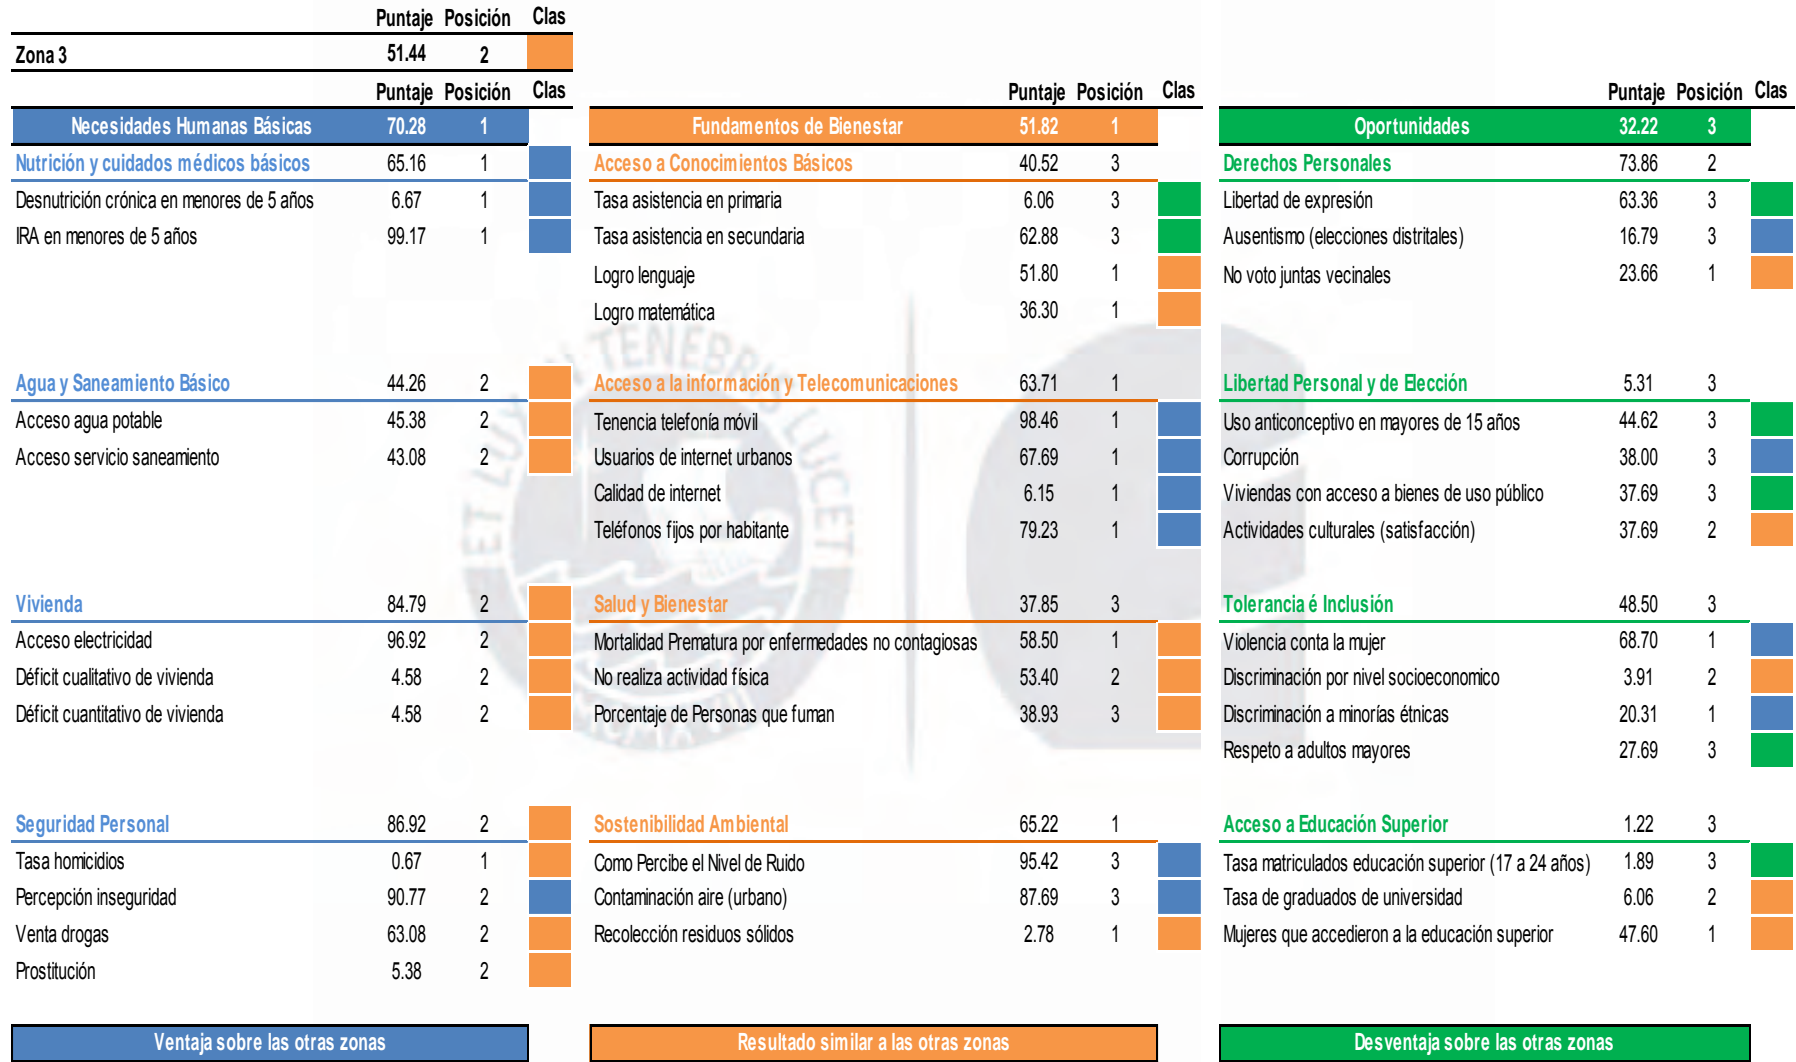 Puntaje Posición Clas
Zona 3 51.44 2
Puntaje Posición Clas
Necesidades Humanas Básicas 70.28 1
Nutrición y cuidados médicos básicos 65.16 1
Desnutrición crónica en menores de 5 años 6.67 1
IRA en menores de 5 años 99.17 1
Agua y Saneamiento Básico 44.26 2
Acceso agua potable 45.38 2
Acceso servicio saneamiento 43.08 2
Vivienda 84.79 2
Acceso electricidad 96.92 2
Déficit cualitativo de vivienda 4.58 2
Déficit cuantitativo de vivienda 4.58 2
Seguridad Personal 86.92 2
Tasa homicidios 0.67 1
Percepción inseguridad 90.77 2
Venta drogas 63.08 2
Prostitución 5.38 2
Ventaja sobre las otras zonas
Puntaje Posición Clas
Fundamentos de Bienestar 51.82 1
Acceso a Conocimientos Básicos 40.52 3
Tasa asistencia en primaria 6.06 3
Tasa asistencia en secundaria 62.88 3
Logro lenguaje 51.80 1
Logro matemática 36.30 1
Acceso a la información y Telecomunicaciones 63.71 1
Tenencia telefonía móvil 98.46 1
Usuarios de internet urbanos 67.69 1
Calidad de internet 6.15 1
Teléfonos fijos por habitante 79.23 1
Salud y Bienestar 37.85 3
Mortalidad Prematura por enfermedades no contagiosas 58.50 1
No realiza actividad física 53.40 2
Porcentaje de Personas que fuman 38.93 3
Sostenibilidad Ambiental 65.22 1
Como Percibe el Nivel de Ruido 95.42 3
Contaminación aire (urbano) 87.69 3
Recolección residuos sólidos 2.78 1
Resultado similar a las otras zonas
Puntaje Posición Clas
Oportunidades 32.22 3
Derechos Personales 73.86 2
Libertad de expresión 63.36 3
Ausentismo (elecciones distritales) 16.79 3
No voto juntas vecinales 23.66 1
Libertad Personal y de Elección 5.31 3
Uso anticonceptivo en mayores de 15 años 44.62 3
Corrupción 38.00 3
Viviendas con acceso a bienes de uso público 37.69 3
Actividades culturales (satisfacción) 37.69 2
Tolerancia é Inclusión 48.50 3
Violencia conta la mujer 68.70 1
Discriminación por nivel socioeconomico 3.91 2
Discriminación a minorías étnicas 20.31 1
Respeto a adultos mayores 27.69 3
Acceso a Educación Superior 1.22 3
Tasa matriculados educación superior (17 a 24 años) 1.89 3
Tasa de graduados de universidad 6.06 2
Mujeres que accedieron a la educación superior 47.60 1
Desventaja sobre las otras zonas
ET LUX IN TENEBRIS LUCET